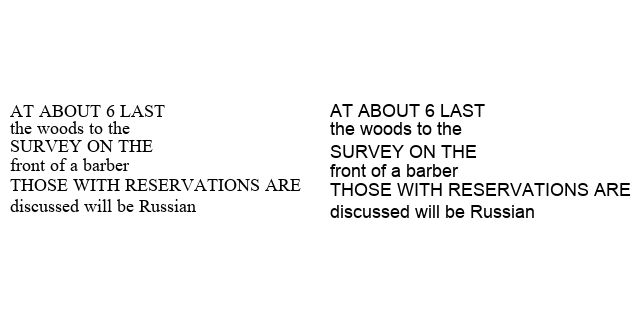 AT ABOUT 6 LAST
the woods to the
SURVEY ON THE
front of a barber
THOSE WITH RESERVATIONS ARE
discussed will be Russian
AT ABOUT 6 LAST
the woods to the
SURVEY ON THE
front of a barber
THOSE WITH RESERVATIONS ARE
discussed will be Russian